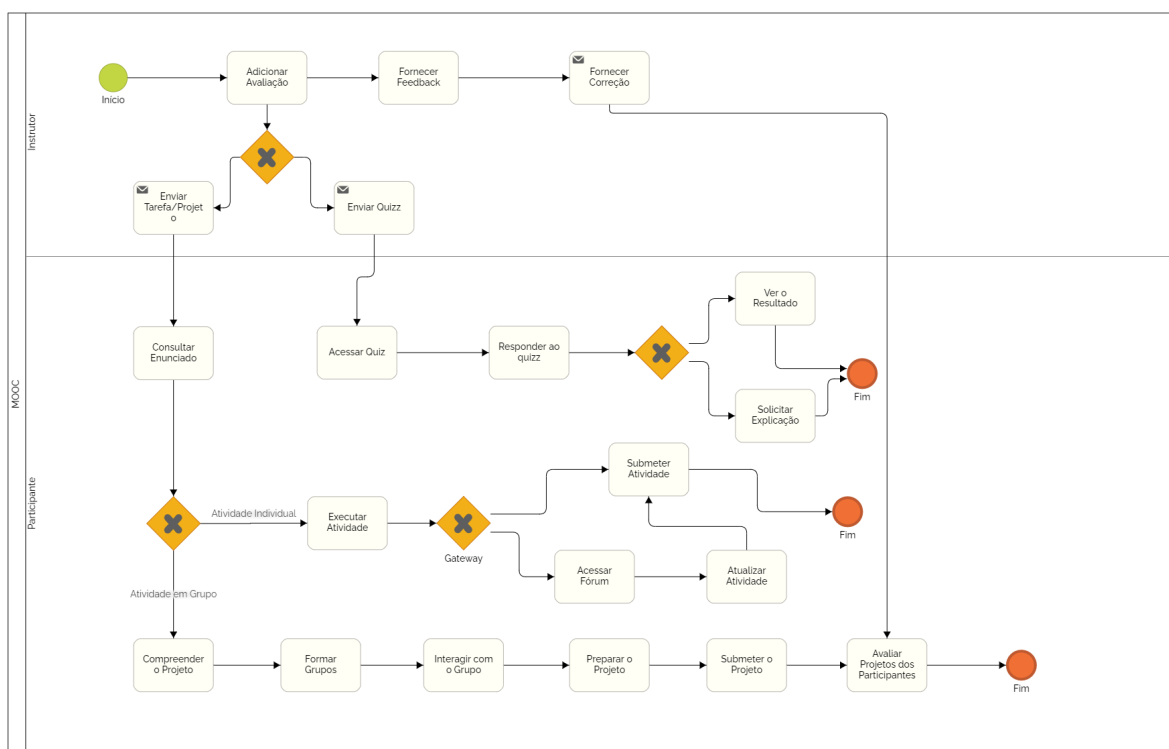 MOOC
Instrutor
Início
Adicionar
Avaliação
Fornecer
Feedback
Fornecer
Correção
Enviar
Tarefa/Projet
o
Enviar Quizz
Participante
Consultar
Enunciado
Acessar Quiz
Responder ao
quizz
Ver o
Resultado
Solicitar
Explicação
Fim
Atividade Individual
Executar
Atividade
Gateway
Submeter
Atividade
Acessar
Fórum
Atualizar
Atividade
Fim
Atividade em Grupo
Compreender
o Projeto
Formar
Grupos
Interagir com
o Grupo
Preparar o
Projeto
Submeter o
Projeto
Avaliar
Projetos dos
Participantes
Fim